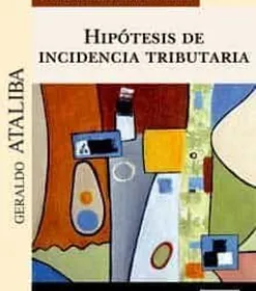 GERALDO ATALIBA
HIPÓTESIS DE
INCIDENCIA TRIBUTARIA